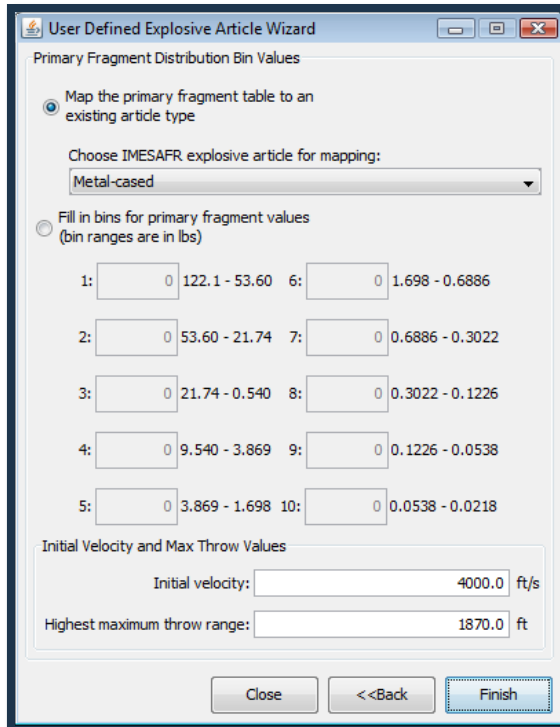 User Defined Explosive Article Wizard
Primary Fragment Distribution Bin Values
Map the primary fragment table to an
existing article type
Choose IMESAFR explosive article for mapping:
Metal-cased
Fill in bins for primary fragment values
(bin ranges are in lbs)
1: 0 122.1 - 53.60 6: 0 1.698 - 0.6886
2: 0 53.60 - 21.74 7: 0 0.6886 - 0.3022
3: 0 21.74 - 0.540 8: 0 0.3022 - 0.1226
4: 0 9.540 - 3.869 9: 0 0.1226 - 0.0538
5: 0 3.869 - 1.698 10: 0 0.0538 - 0.0218
Initial Velocity and Max Throw Values
Initial velocity: 4000.0 ft/s
Highest maximum throw range: 1870.0 ft
Close <<Back Finish